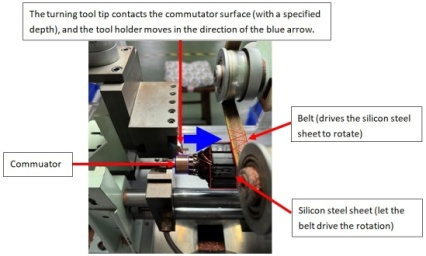 The turning tool tip contacts the commutator surface (with a specified
depth), and the tool holder moves in the direction of the blue arrow.
Belt (drives the silicon steel
sheet to rotate)
Commuator
Silicon steel sheet (let the
belt drive the rotation)